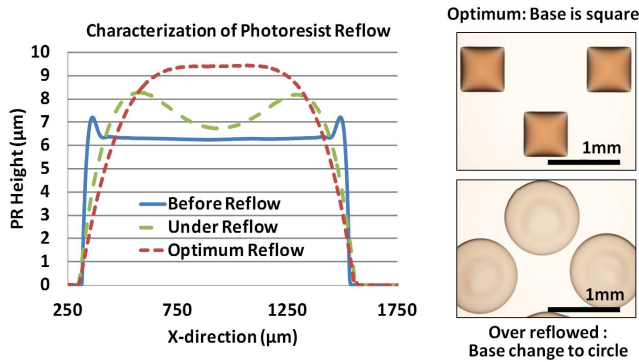 Characterization of Photoresist Reflow
PR Height (μm)
10
9
8
7
6
5
4
3
2
1
0
Before Reflow
Under Reflow
Optimum Reflow
250
750
1250
1750
X-direction (μm)
Optimum: Base is square
1mm
1mm
Over reflowed :
Base change to circle